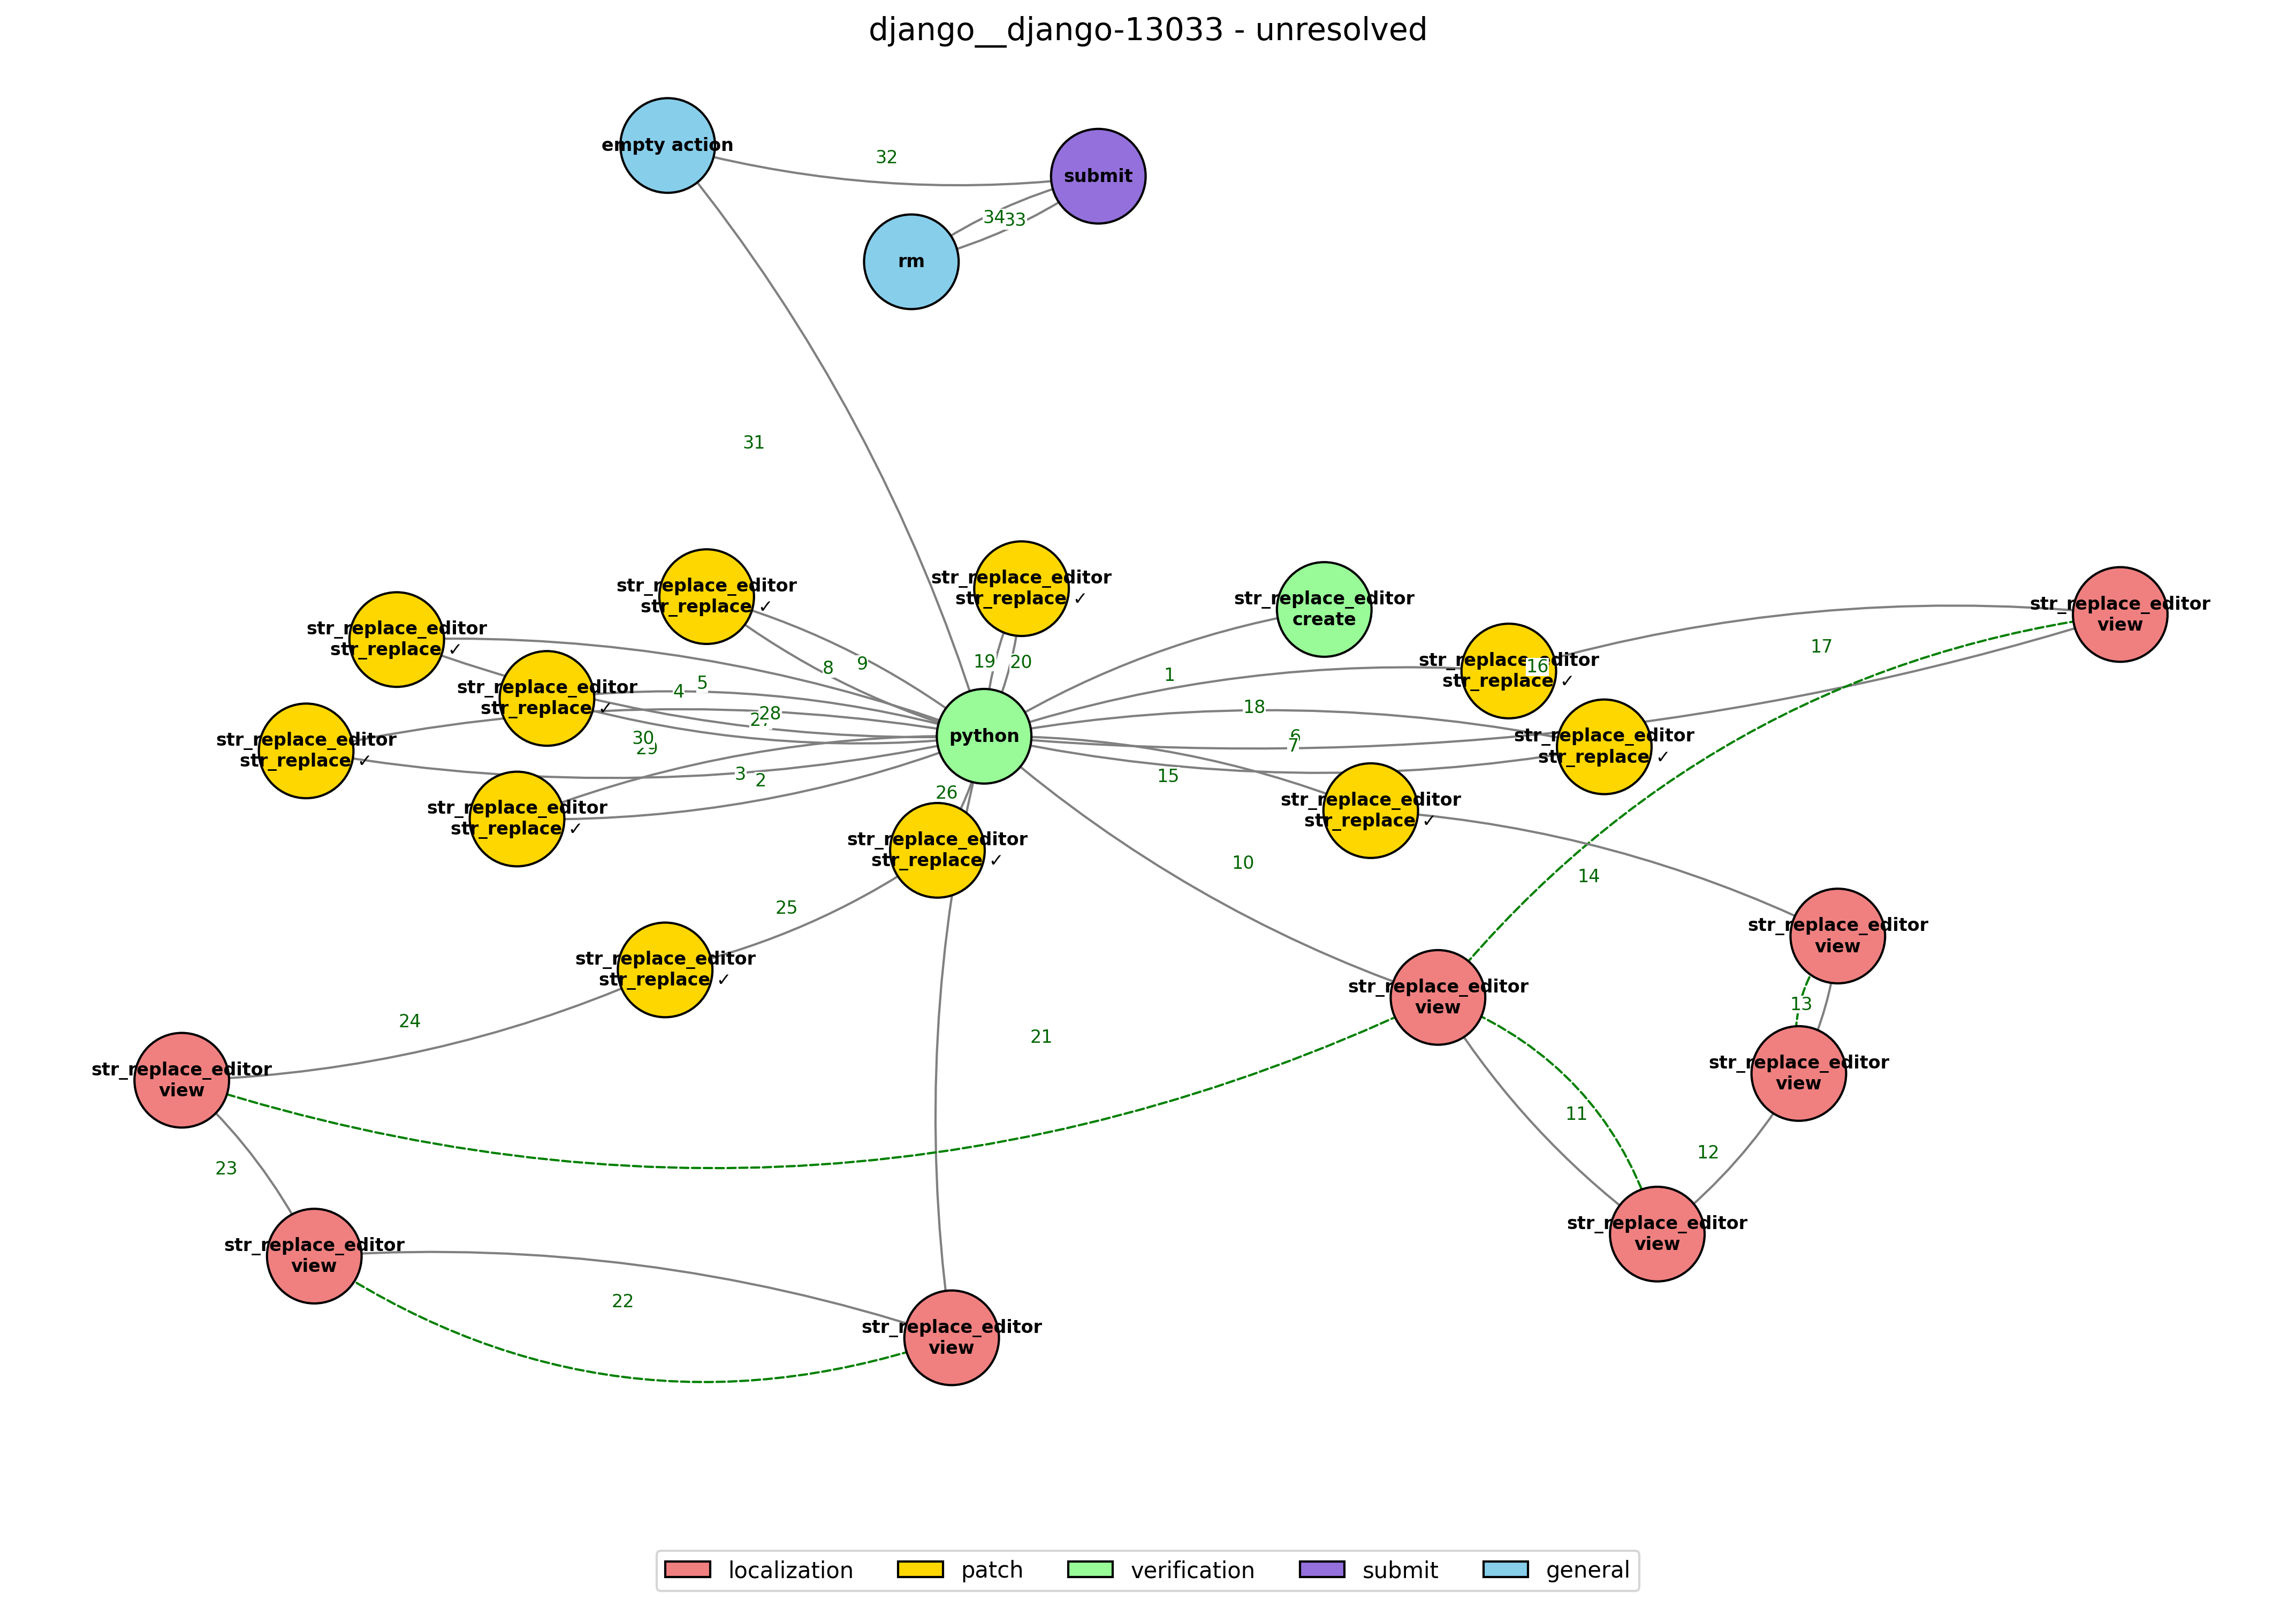 django__django-13033 - unresolved
empty action
32
submit
34
33
rm
31
str_replace_editor
str_replace ✓
str_replace_editor
str_replace ✓
str_replace_editor
create
str_replace_editor
view
str_replace_editor
str_replace ✓
19
20
8
9
1
16
17
str_replace_editor
str_replace ✓
str_replace_editor
str_replace ✓
4
5
28
18
6
7
str_replace_editor
str_replace ✓
python
str_replace_editor
str_replace ✓
30
29
3
2
26
15
str_replace_editor
str_replace ✓
str_replace_editor
str_replace ✓
str_replace_editor
str_replace ✓
10
14
25
str_replace_editor
view
str_replace_editor
str_replace ✓
str_replace_editor
view
13
24
21
str_replace_editor
view
str_replace_editor
view
11
12
23
str_replace_editor
view
str_replace_editor
view
22
str_replace_editor
view
localization
patch
verification
submit
general